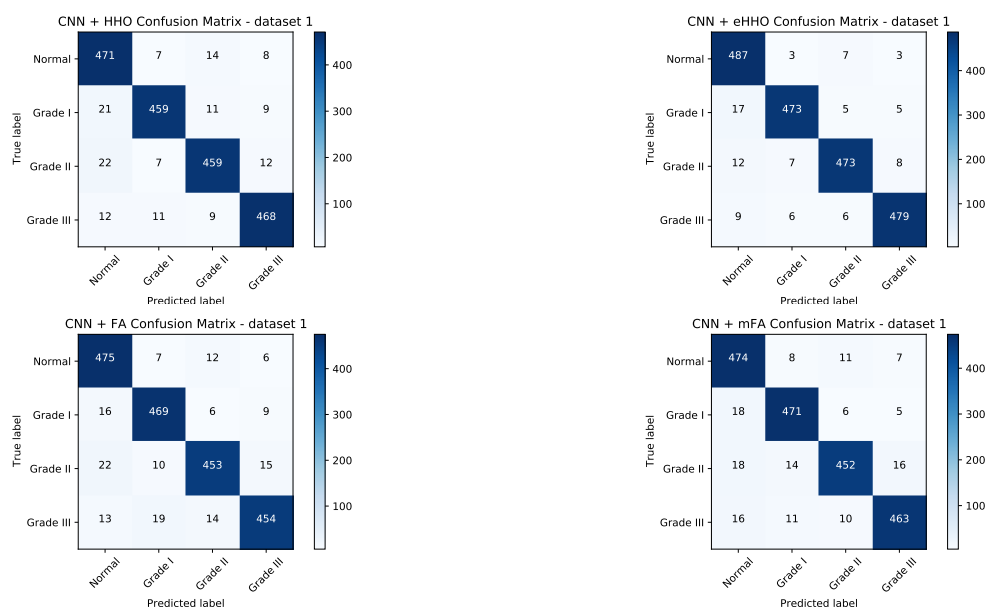 CNN + HHO Confusion Matrix - dataset 1
Normal 471 7 14 8
Grade I 21 459 11 9
Grade II 22 7 459 12
Grade III 12 11 9 468
True label
Normal Grade I Grade II Grade III
Predicted label
400
300
200
100
CNN + eHHO Confusion Matrix - dataset 1
Normal 487 3 7 3
Grade I 17 473 5 5
Grade II 12 7 473 8
Grade III 9 6 6 479
True label
Normal Grade I Grade II Grade III
Predicted label
400
300
200
100
CNN + FA Confusion Matrix - dataset 1
Normal 475 7 12 6
Grade I 16 469 6 9
Grade II 22 10 453 15
Grade III 13 19 14 454
True label
Normal Grade I Grade II Grade III
Predicted label
400
300
200
100
CNN + mFA Confusion Matrix - dataset 1
Normal 474 8 11 7
Grade I 18 471 6 5
Grade II 18 14 452 16
Grade III 16 11 10 463
True label
Normal Grade I Grade II Grade III
Predicted label
400
300
200
100